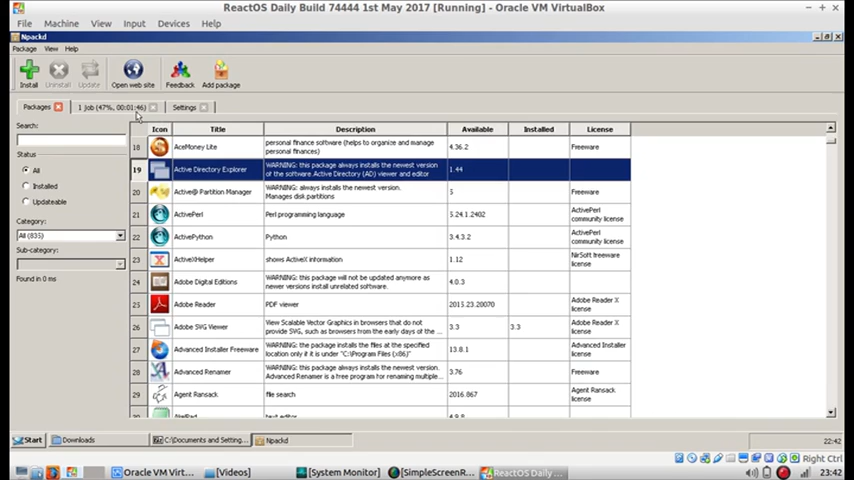 ReactOS Daily Build 74444 1st May 2017 [Running] - Oracle VM VirtualBox
File Machine View Input Devices Help
Npackd
Package View Help
Install Uninstall Update Open web site Feedback Add package
Packages 1 job (47%, 00:01:46) Settings
Search:
Status
All
Installed
Updateable
Category:
All (835)
Sub-category:
Found in 0 ms
Icon Title Description Available Installed License
18 AceMoney Lite personal finance software (helps to organize and manage personal finances) 4.36.2 Freeware
19 Active Directory Explorer WARNING: this package always installs the newest version of the software Active Directory (AD) viewer and editor 1.44
20 Active@ Partition Manager WARNING: always installs the newest version. Manages disk partitions 5 Freeware
21 ActivePerl Perl programming language 5.24.1.2402 ActivePerl community license
22 ActivePython Python 3.4.3.2 ActivePerl community license
23 ActiveXHelper shows ActiveX information 1.12 NirSoft freeware license
24 Adobe Digital Editions WARNING: this package will not be updated anymore as newer versions install unrelated software. 4.0.3
25 Adobe Reader PDF viewer 2015.23.20070 Adobe Reader X license
26 Adobe SVG Viewer View Scalable Vector Graphics in browsers that do not provide SVG, such as browsers from the early days of the ... 3.3 3.3 Adobe Reader X license
27 Advanced Installer Freeware WARNING: the package installs the files at the specified location only if it is under "C:\Program Files (x86)" 13.8.1 Advanced Installer license
28 Advanced Renamer WARNING: this package always installs the newest version. Advanced Renamer is a free program for renaming multiple... 3.76 Freeware
29 Agent Ransack file search 2016.867 Agent Ransack license
Start Downloads C:\Documents and Setting... Npackd 22:42
Right Ctrl
Oracle VM Virt... [Videos] [System Monitor] [SimpleScreenR... ReactOS Daily ... 23:42